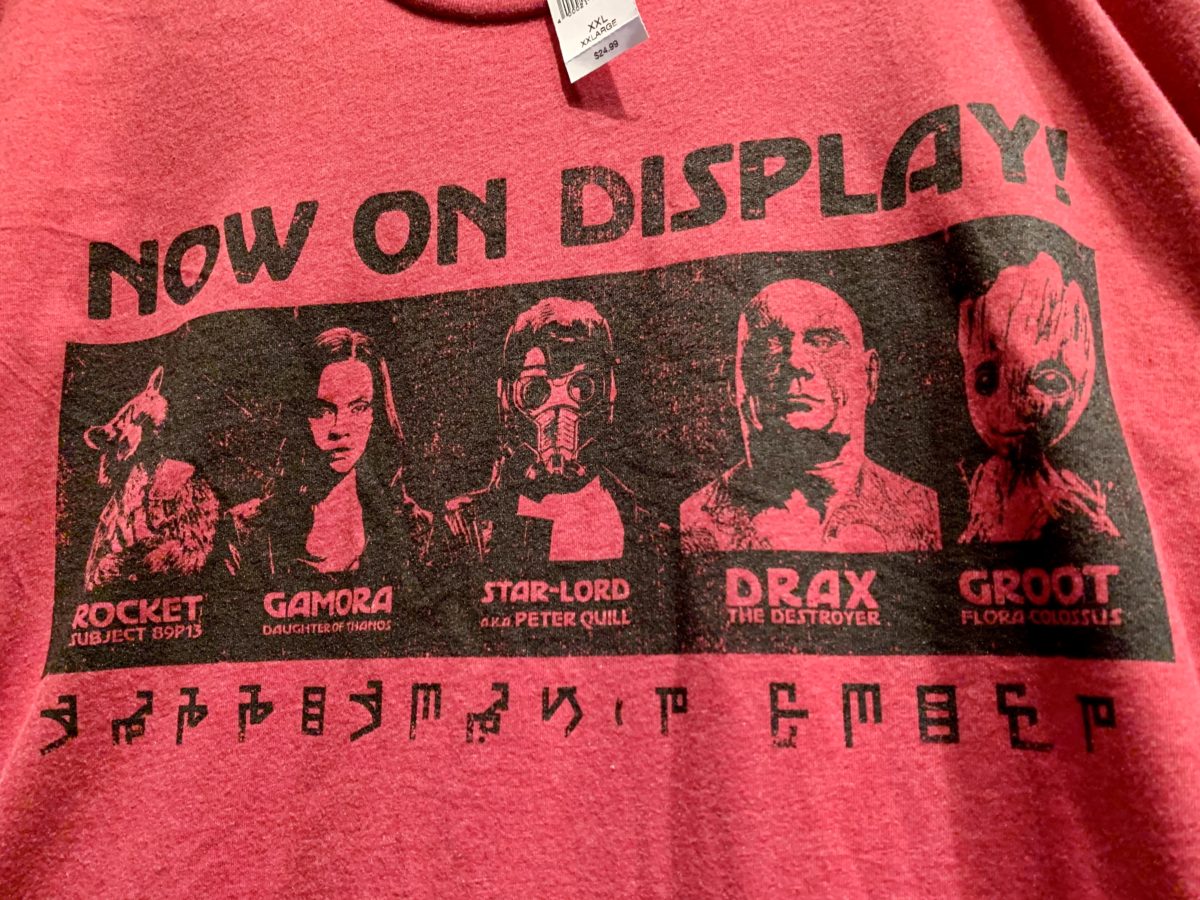 XXL
XXLARGE
$24.99
NOW ON DISPLAY!
ROCKET
SUBJECT 89P13
GAMORA
DAUGHTER OF THANOS
STAR-LORD
A.K.A PETER QUILL
DRAX
THE DESTROYER
GROOT
FLORA COLOSSUS